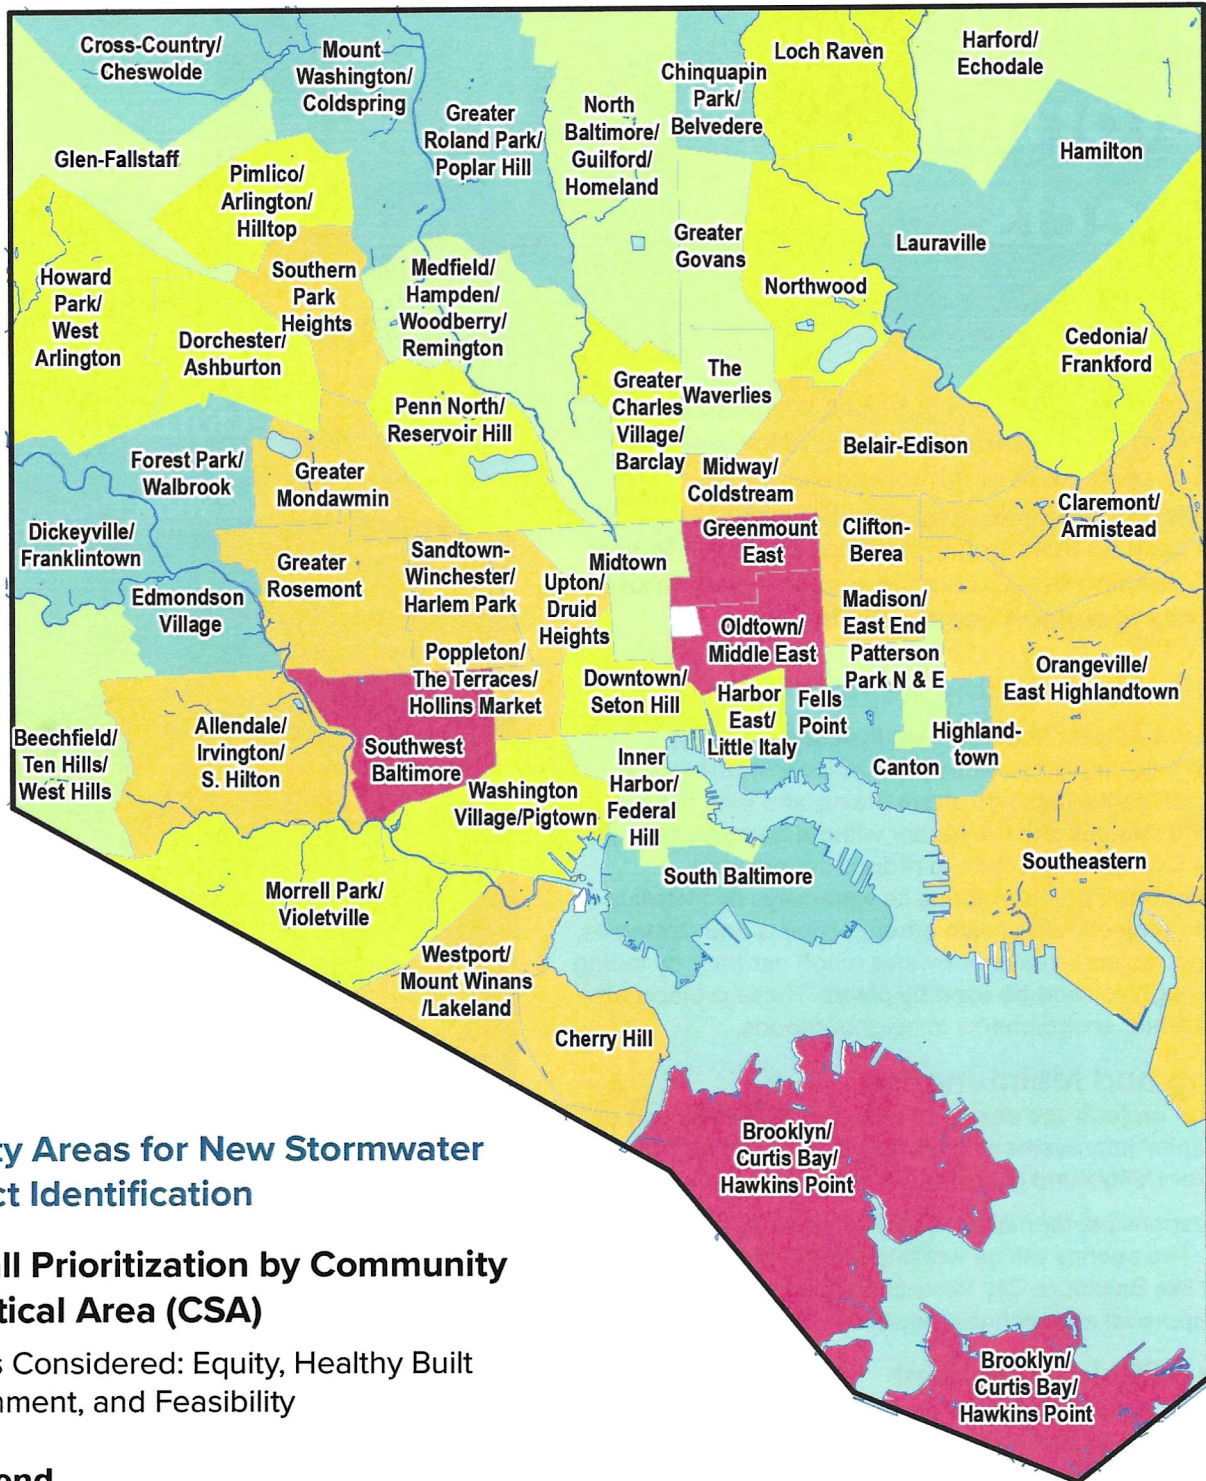 Cross-Country/
Cheswolde
Mount
Washington/
Coldspring
Greater
Roland Park/
Poplar Hill
North
Baltimore/
Guilford/
Homeland
Chinquapin
Park/
Belvedere
Loch Raven
Harford/
Echodale
Glen-Fallstaff
Pimlico/
Arlington/
Hilltop
Hamilton
Lauraville
Greater
Govans
Northwood
Howard
Park/
West
Arlington
Southern
Park
Heights
Medfield/
Hampden/
Woodberry/
Remington
Dorchester/
Ashburton
Cedonia/
Frankford
Greater
Charles
Village/
Barclay
The
Waverlies
Penn North/
Reservoir Hill
Forest Park/
Walbrook
Greater
Mondawmin
Midway/
Coldstream
Belair-Edison
Claremont/
Armistead
Dickeyville/
Franklintown
Greater
Rosemont
Sandtown-
Winchester/
Harlem Park
Upton/
Druid
Heights
Midtown
Greenmount
East
Clifton-
Berea
Edmondson
Village
Oldtown/
Middle East
Madison/
East End
Patterson
Park N & E
Orangeville/
East Highlandtown
Poppleton/
The Terraces/
Hollins Market
Downtown/
Seton Hill
Harbor
East/
Little Italy
Fells
Point
Highland-
town
Canton
Beechfield/
Ten Hills/
West Hills
Allendale/
Irvington/
S. Hilton
Southwest
Baltimore
Washington
Village/Pigtown
Inner
Harbor/
Federal
Hill
South Baltimore
Southeastern
Morrell Park/
Violetville
Westport/
Mount Winans
/Lakeland
Cherry Hill
Brooklyn/
Curtis Bay/
Hawkins Point
Brooklyn/
Curtis Bay/
Hawkins Point
ty Areas for New Stormwater
ct Identification
ll Prioritization by Community
tical Area (CSA)
s Considered: Equity, Healthy Built
nment, and Feasibility
end